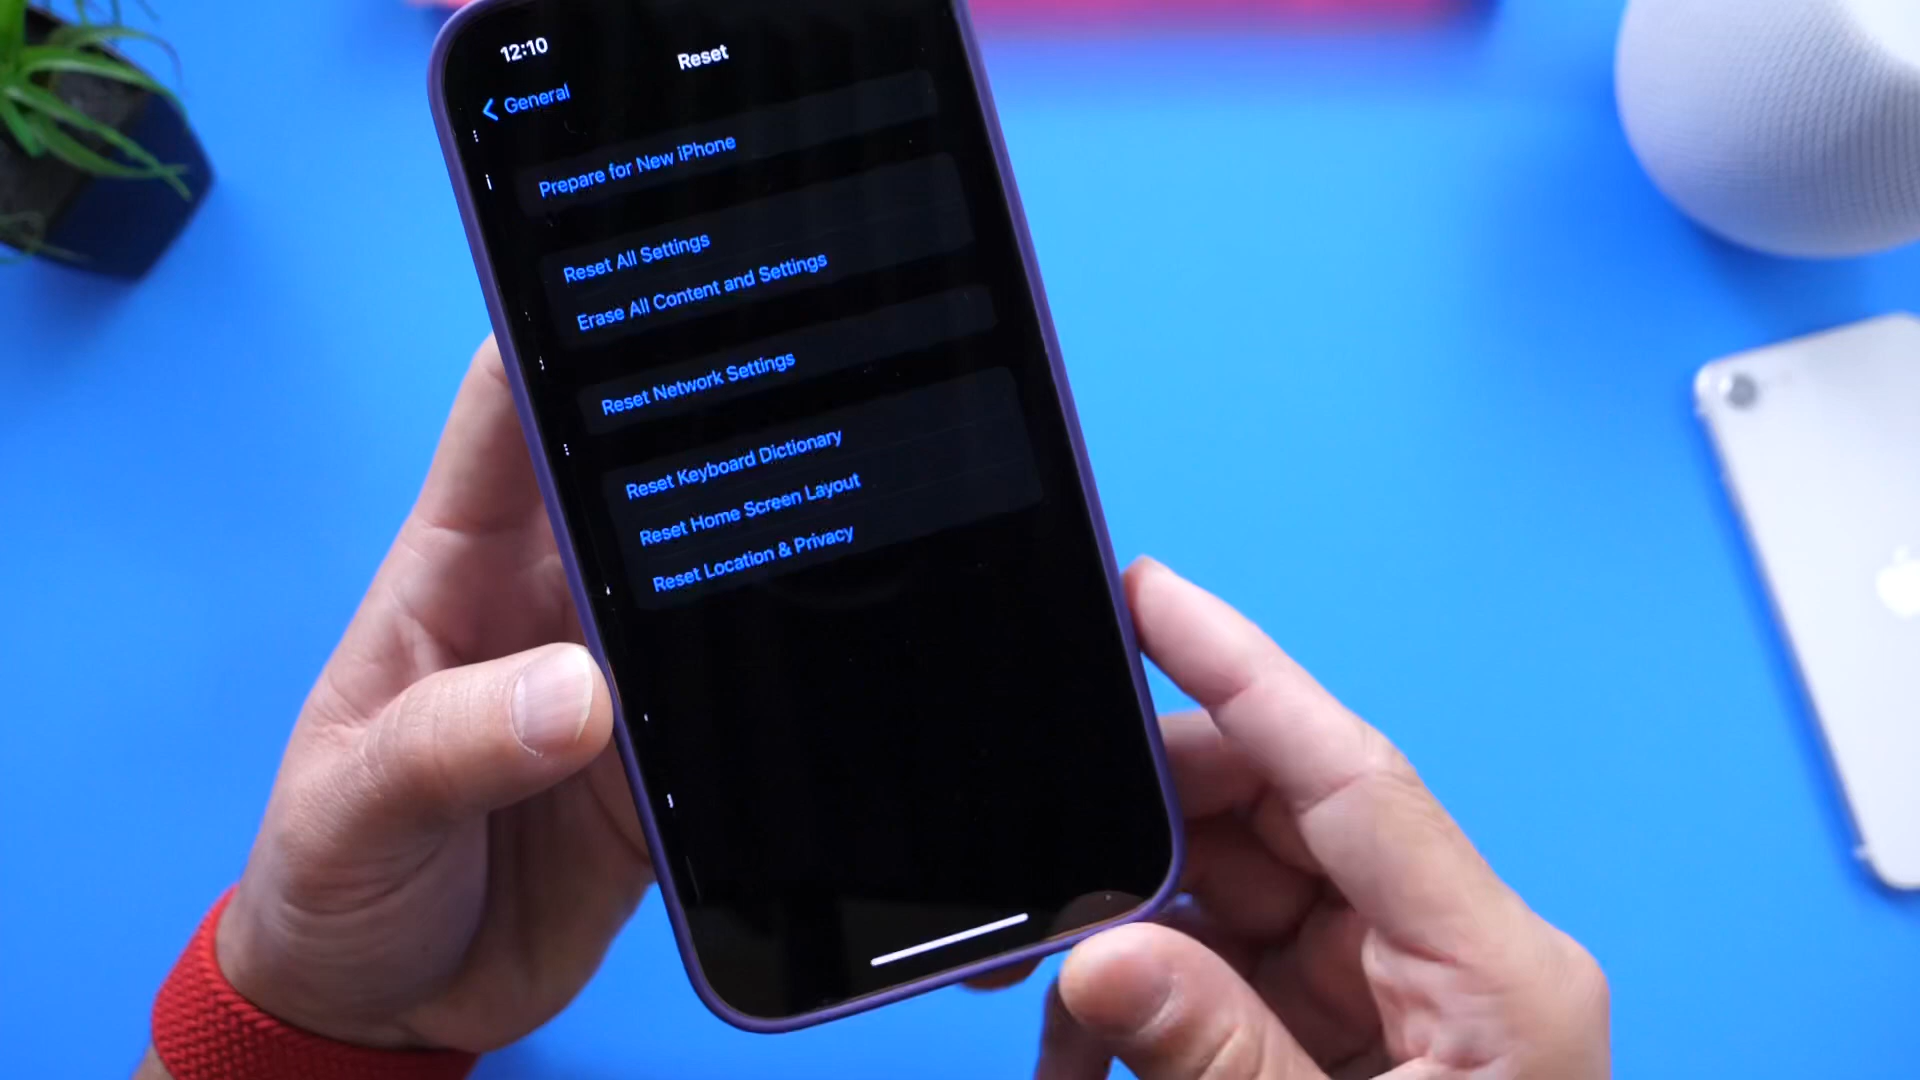 12:10
Reset
General
Prepare for New iPhone
Reset All Settings
Erase All Content and Settings
Reset Network Settings
Reset Keyboard Dictionary
Reset Home Screen Layout
Reset Location & Privacy